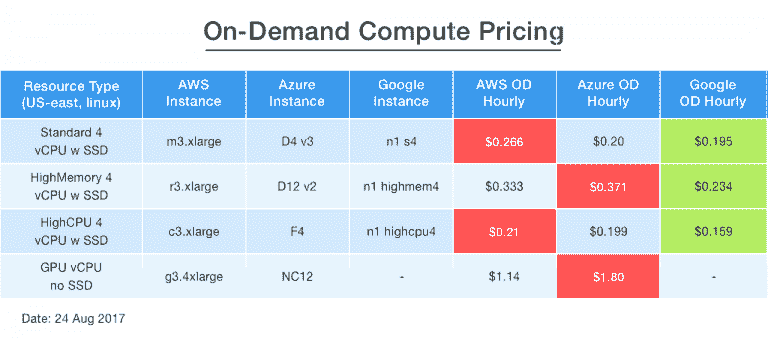 On-Demand Compute Pricing
Resource Type (US-east, linux) AWS Instance Azure Instance Google Instance AWS OD Hourly Azure OD Hourly Google OD Hourly
Standard 4 vCPU w SSD m3.xlarge D4 v3 n1 s4 $0.266 $0.20 $0.195
HighMemory 4 vCPU w SSD r3.xlarge D12 v2 n1 highmem4 $0.333 $0.371 $0.234
HighCPU 4 vCPU w SSD c3.xlarge F4 n1 highcpu4 $0.21 $0.199 $0.159
GPU vCPU no SSD g3.4xlarge NC12 - $1.14 $1.80 -
Date: 24 Aug 2017